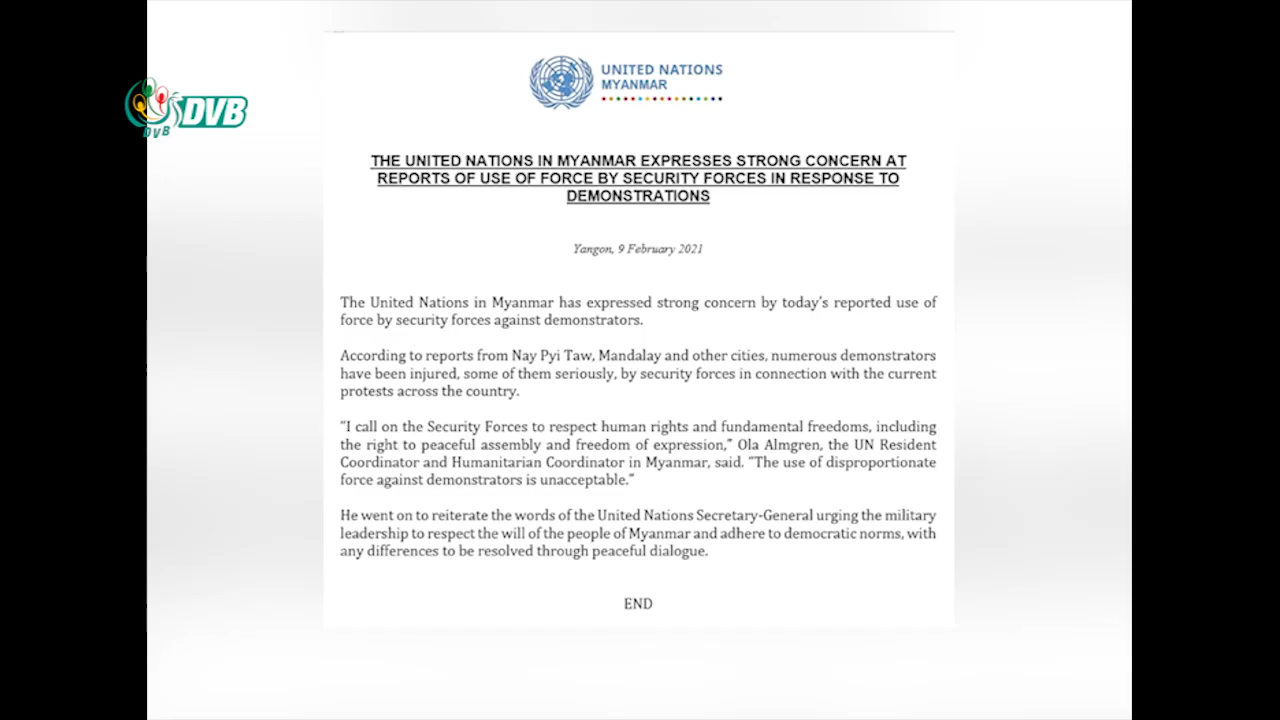 UNITED NATIONS
MYANMAR
DVB
DVB
THE UNITED NATIONS IN MYANMAR EXPRESSES STRONG CONCERN AT
REPORTS OF USE OF FORCE BY SECURITY FORCES IN RESPONSE TO
DEMONSTRATIONS
Yangon, 9 February 2021
The United Nations in Myanmar has expressed strong concern by today's reported use of
force by security forces against demonstrators.
According to reports from Nay Pyi Taw, Mandalay and other cities, numerous demonstrators
have been injured, some of them seriously, by security forces in connection with the current
protests across the country.
“I call on the Security Forces to respect human rights and fundamental freedoms, including
the right to peaceful assembly and freedom of expression,” Ola Almgren, the UN Resident
Coordinator and Humanitarian Coordinator in Myanmar, said. “The use of disproportionate
force against demonstrators is unacceptable.”
He went on to reiterate the words of the United Nations Secretary-General urging the military
leadership to respect the will of the people of Myanmar and adhere to democratic norms, with
any differences to be resolved through peaceful dialogue.
END